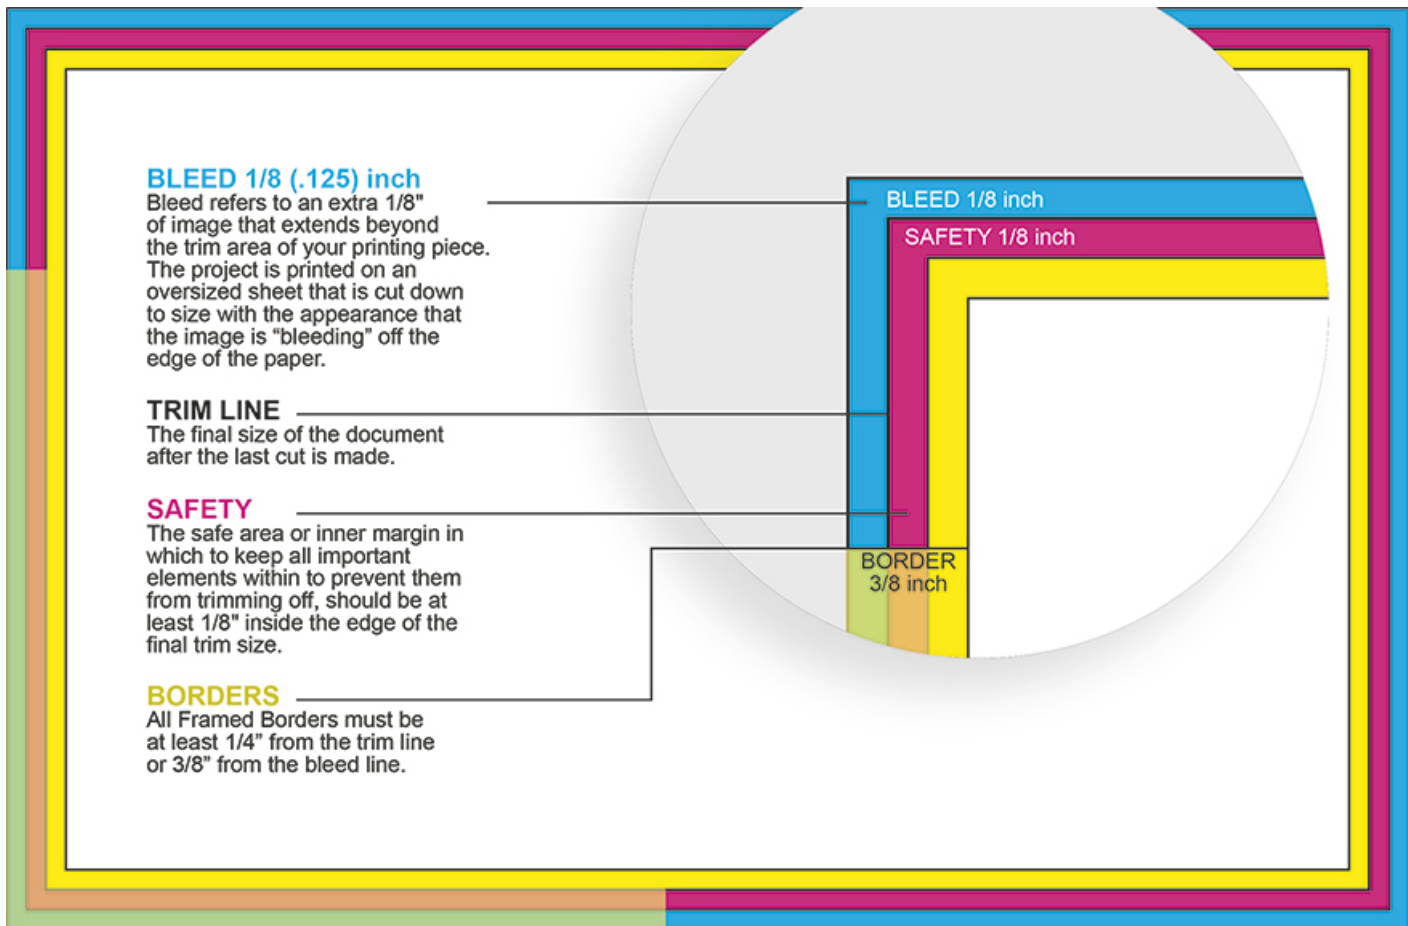 BLEED 1/8 (.125) inch
Bleed refers to an extra 1/8"
of image that extends beyond
the trim area of your printing piece.
The project is printed on an
oversized sheet that is cut down
to size with the appearance that
the image is “bleeding” off the
edge of the paper.
TRIM LINE
The final size of the document
after the last cut is made.
SAFETY
The safe area or inner margin in
which to keep all important
elements within to prevent them
from trimming off, should be at
least 1/8" inside the edge of the
final trim size.
BORDERS
All Framed Borders must be
at least 1/4” from the trim line
or 3/8” from the bleed line.
BLEED 1/8 inch
SAFETY 1/8 inch
BORDER
3/8 inch